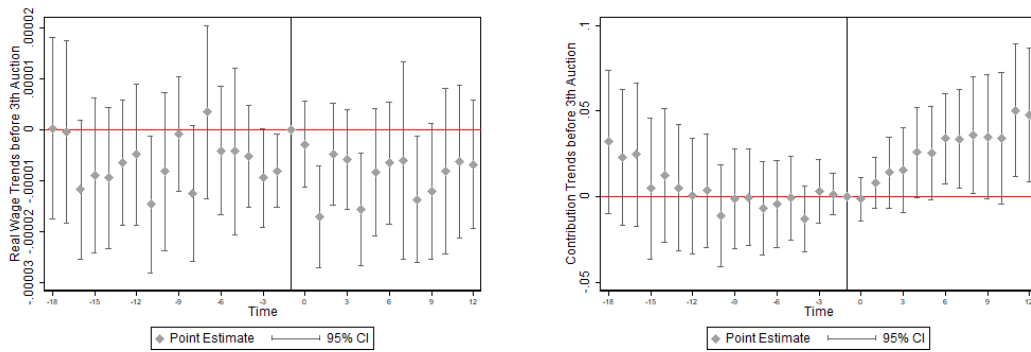 Real Wage Trends before 3th Auction
.00002
.00001
0
-.00001
-.00002
-.00003
-18 -15 -12 -9 -6 -3 0 3 6 9 12
Time
Point Estimate 95% CI
Contribution Trends before 3th Auction
.1
.05
0
-.05
-18 -15 -12 -9 -6 -3 0 3 6 9 12
Time
Point Estimate 95% CI